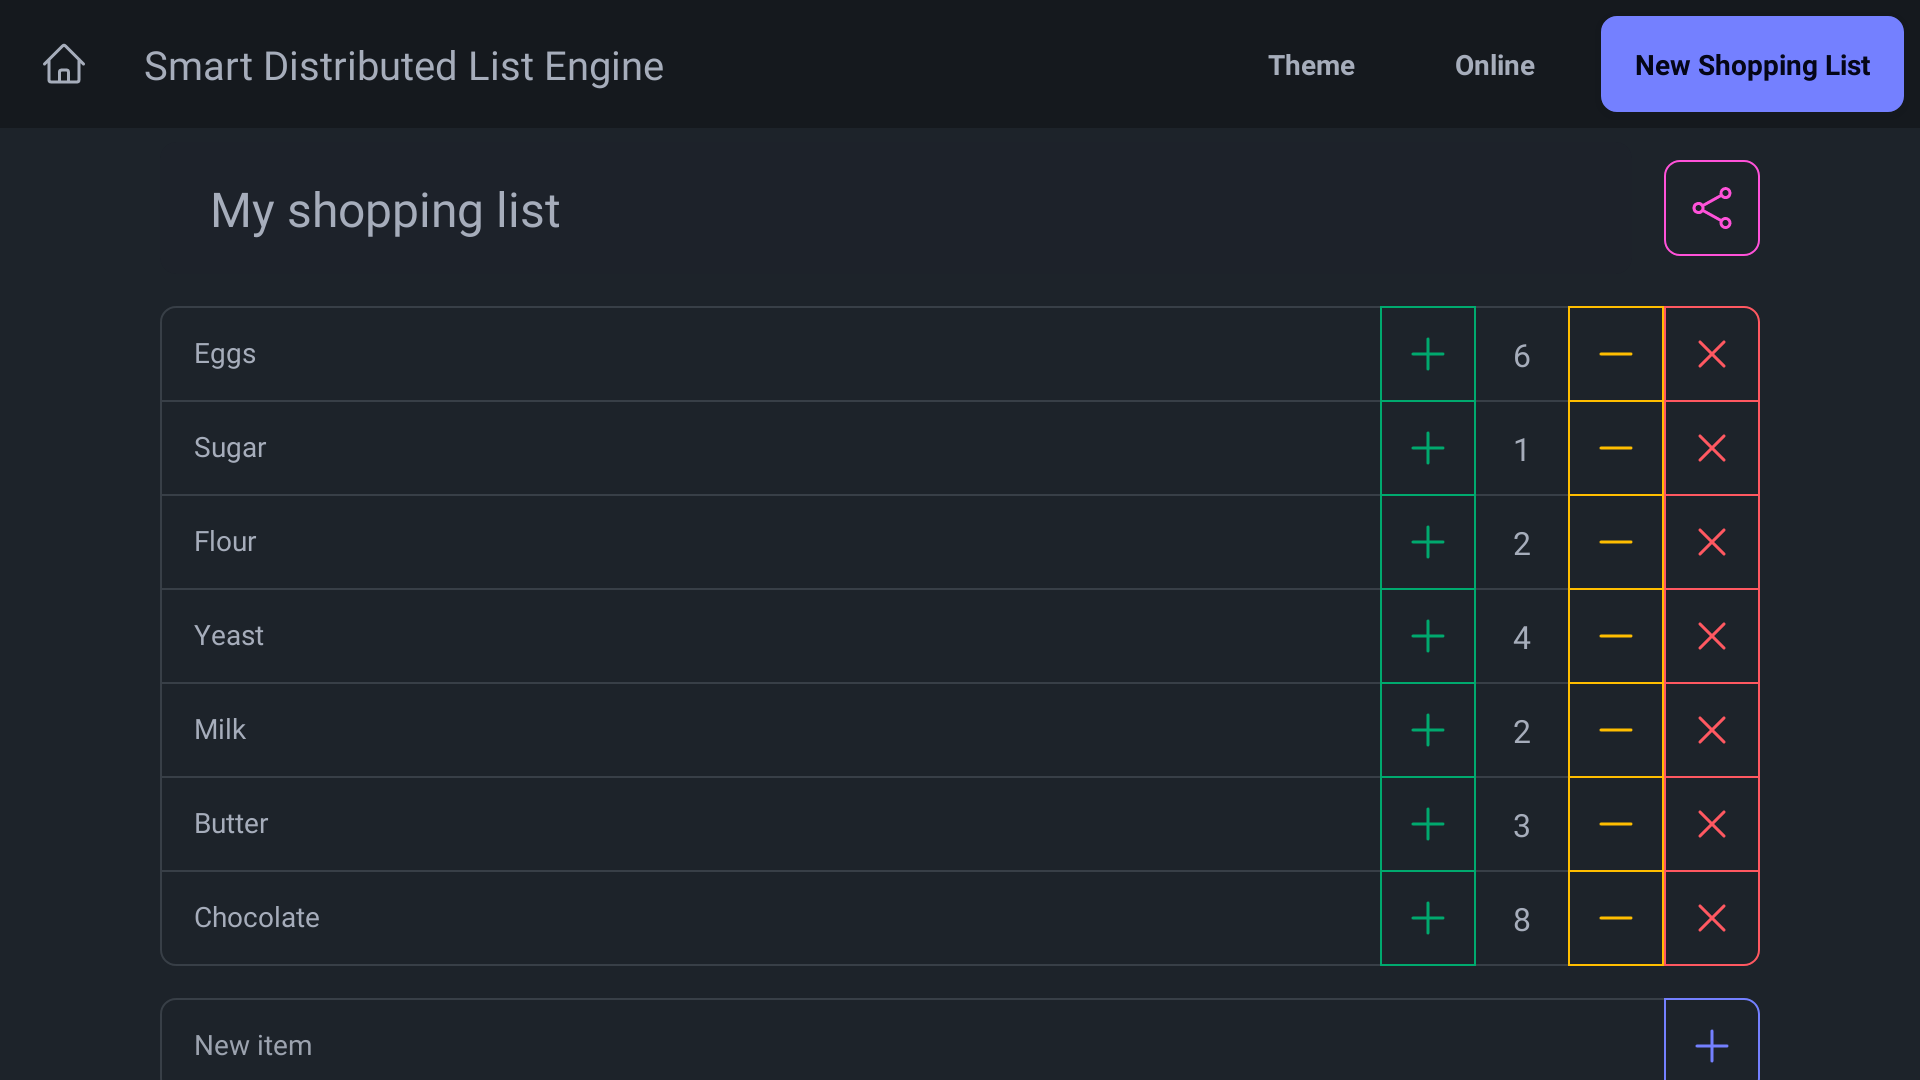 Smart Distributed List Engine Theme Online New Shopping List
My shopping list
Eggs 6
Sugar 1
Flour 2
Yeast 4
Milk 2
Butter 3
Chocolate 8
New item